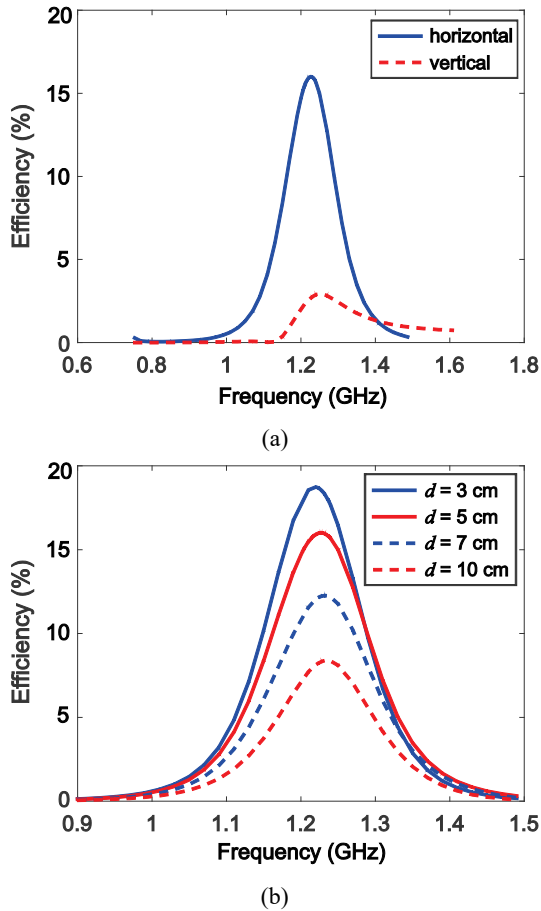 20
15
10
5
0
Efficiency (%)
horizontal
vertical
0.6 0.8 1 1.2 1.4 1.6 1.8
Frequency (GHz)
(a)
20
15
10
5
0
Efficiency (%)
d = 3 cm
d = 5 cm
d = 7 cm
d = 10 cm
0.9 1 1.1 1.2 1.3 1.4 1.5
Frequency (GHz)
(b)